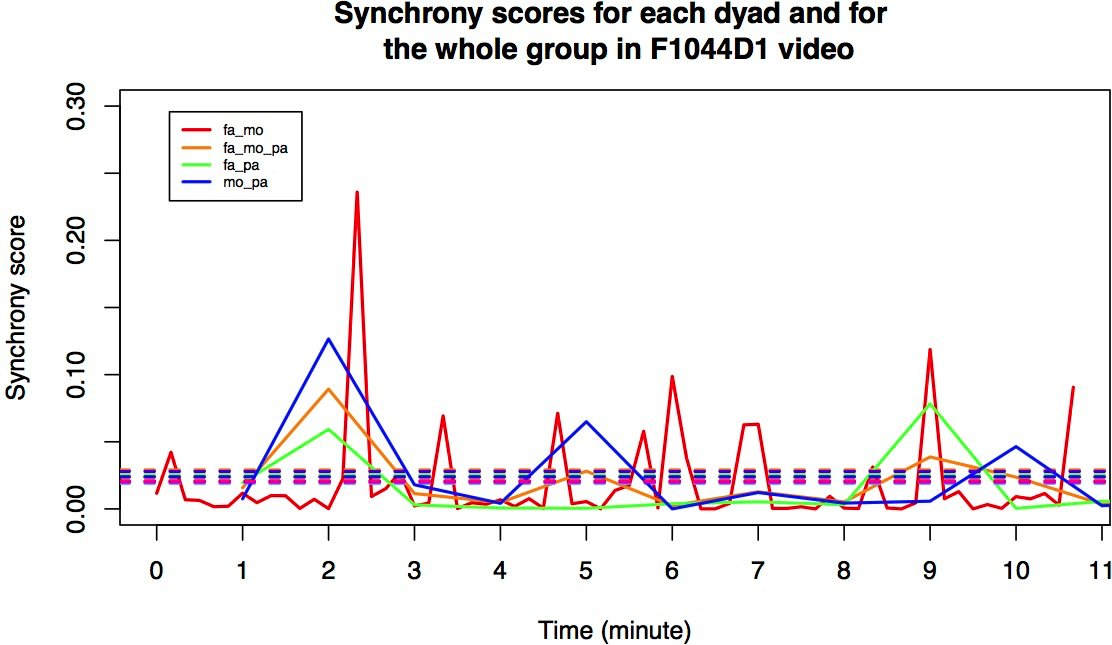 Synchrony scores for each dyad and for
the whole group in F1044D1 video
Synchrony score
0.30
0.20
0.10
0.00
fa_mo
fa_mo_pa
fa_pa
mo_pa
0 1 2 3 4 5 6 7 8 9 10 11
Time (minute)